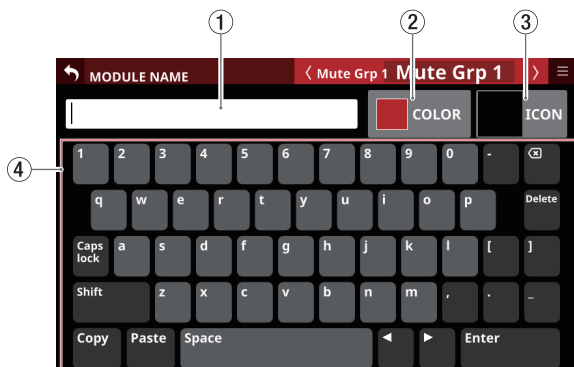 ① ② ③
MODULE NAME 〈 Mute Grp 1 Mute Grp 1 〉 ≡
COLOR ICON
④
1 2 3 4 5 6 7 8 9 0 -
q w e r t y u i o p Delete
Caps lock a s d f g h j k l [ ]
Shift z x c v b n m , . _
Copy Paste Space ◀ ▶ Enter